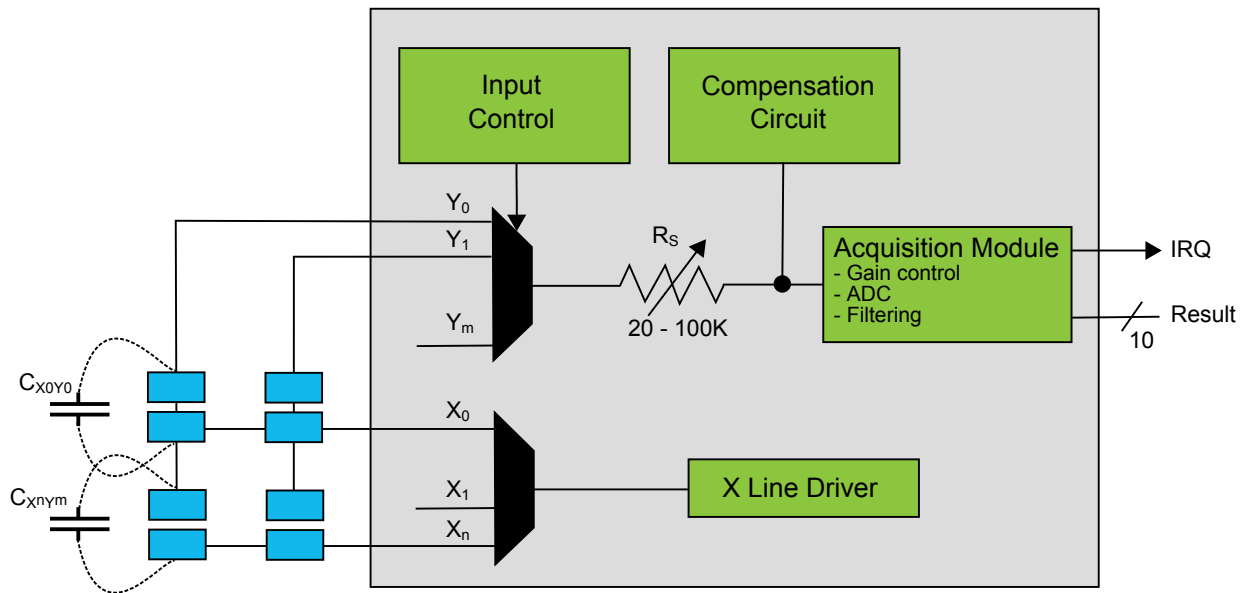 Input
Control
Compensation
Circuit
Y0
Y1
Ym
RS
20 - 100K
Acquisition Module
- Gain control
- ADC
- Filtering
IRQ
Result
10
CX0Y0
CXnYm
X0
X1
Xn
X Line Driver